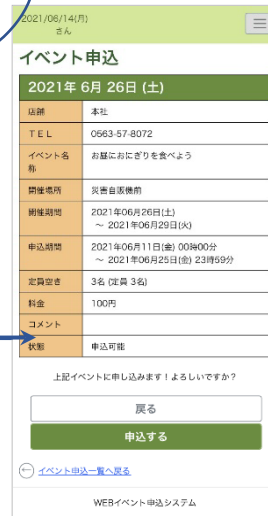 2021/06/14(月)
さん
イベント申込
2021年 6月 26日 (土)
店舗 本社
ＴＥＬ 0563-57-8072
イベント名称 お昼におにぎりを食べよう
開催場所 災害自販機前
開催期間 2021年06月26日(土)
～ 2021年06月29日(火)
申込期間 2021年06月11日(金) 00時00分
～ 2021年06月25日(金) 23時59分
定員空き 3名 (定員 3名)
料金 100円
コメント
状態 申込可能
上記イベントに申し込みます！よろしいですか？
戻る
申込する
イベント申込一覧へ戻る
WEBイベント申込システム